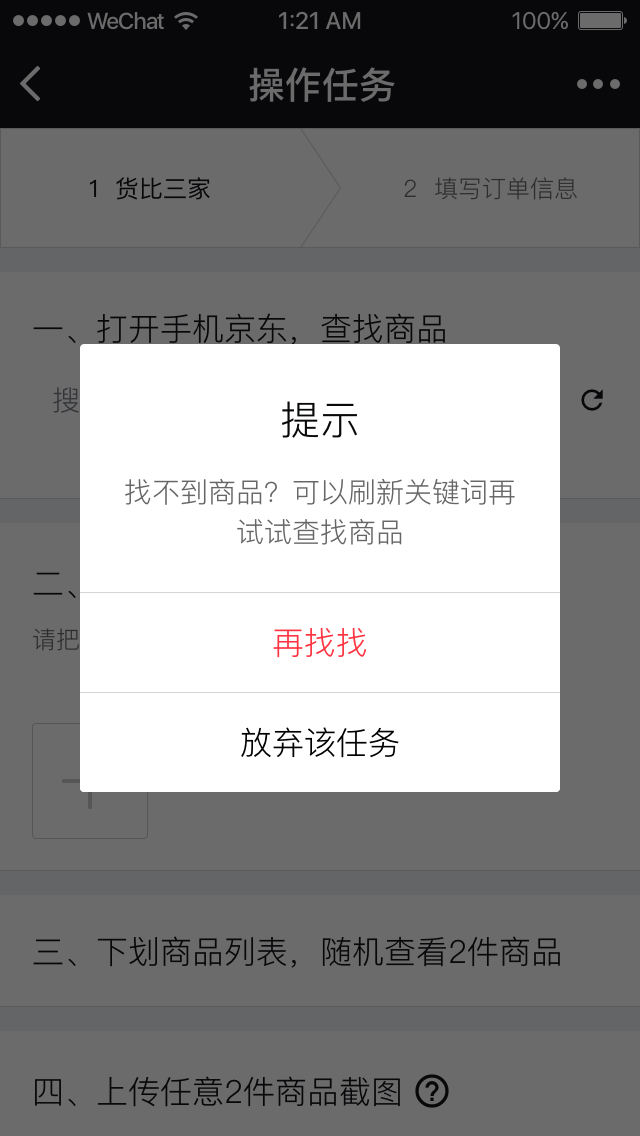 WeChat 1:21 AM 100%
操作任务
1 货比三家 2 填写订单信息
一、打开手机京东，查找商品
搜
提示
找不到商品？可以刷新关键词再
试试查找商品
再找找
放弃该任务
二、
请把
三、下划商品列表，随机查看2件商品
四、上传任意2件商品截图